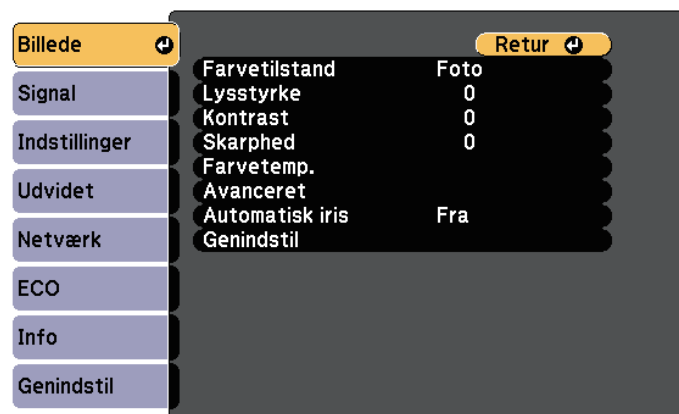 Billede
Signal
Indstillinger
Udvidet
Netværk
ECO
Info
Genindstil
Retur
Farvetilstand Foto
Lysstyrke 0
Kontrast 0
Skarphed 0
Farvetemp.
Avanceret
Automatisk iris Fra
Genindstil